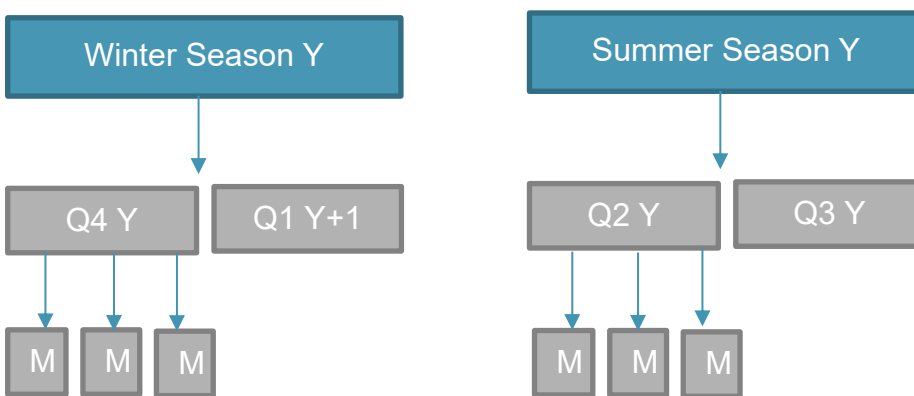 Winter Season Y
Summer Season Y
Q4 Y
Q1 Y+1
Q2 Y
Q3 Y
M
M
M
M
M
M